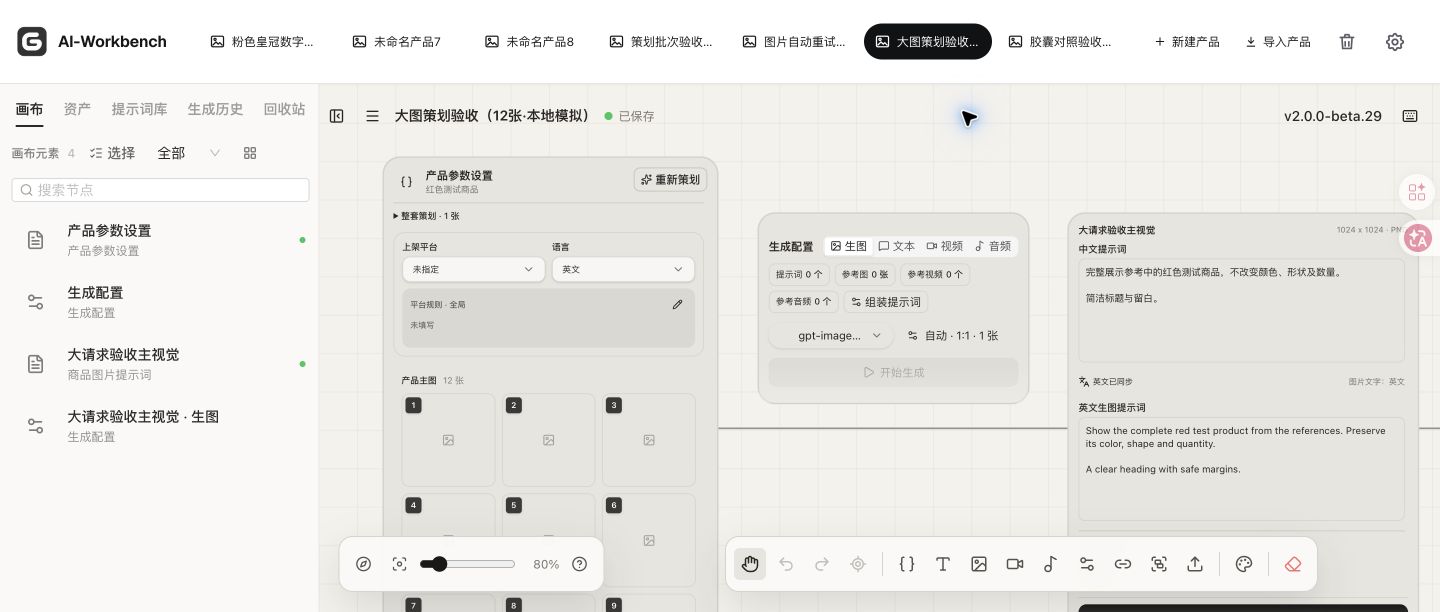 AI-Workbench
粉色皇冠数字...
未命名产品7
未命名产品8
策划批次验收...
图片自动重试...
大图策划验收...
胶囊对照验收...
新建产品
导入产品
画布 资产 提示词库 生成历史 回收站
大图策划验收（12张·本地模拟） 已保存
v2.0.0-beta.29
画布元素 4 选择 全部
搜索节点
产品参数设置
产品参数设置
生成配置
生成配置
大请求验收主视觉
商品图片提示词
大请求验收主视觉 · 生图
生成配置
{} 产品参数设置
红色测试商品
重新策划
整套策划 · 1 张
上架平台 语言
未指定 英文
平台规则 · 全局
未填写
产品主图 12 张
1 2 3
4 5 6
7 8 9
生成配置 生图 文本 视频 音频
提示词 0 个 参考图 0 张 参考视频 0 个
参考音频 0 个 组装提示词
gpt-image... 自动 · 1:1 · 1 张
开始生成
大请求验收主视觉 1024 x 1024 · PN
中文提示词
完整展示参考中的红色测试商品，不改变颜色、形状及数量。
简洁标题与留白。
英文已同步 图片文字：英文
英文生图提示词
Show the complete red test product from the references. Preserve
its color, shape and quantity.
A clear heading with safe margins.
80%